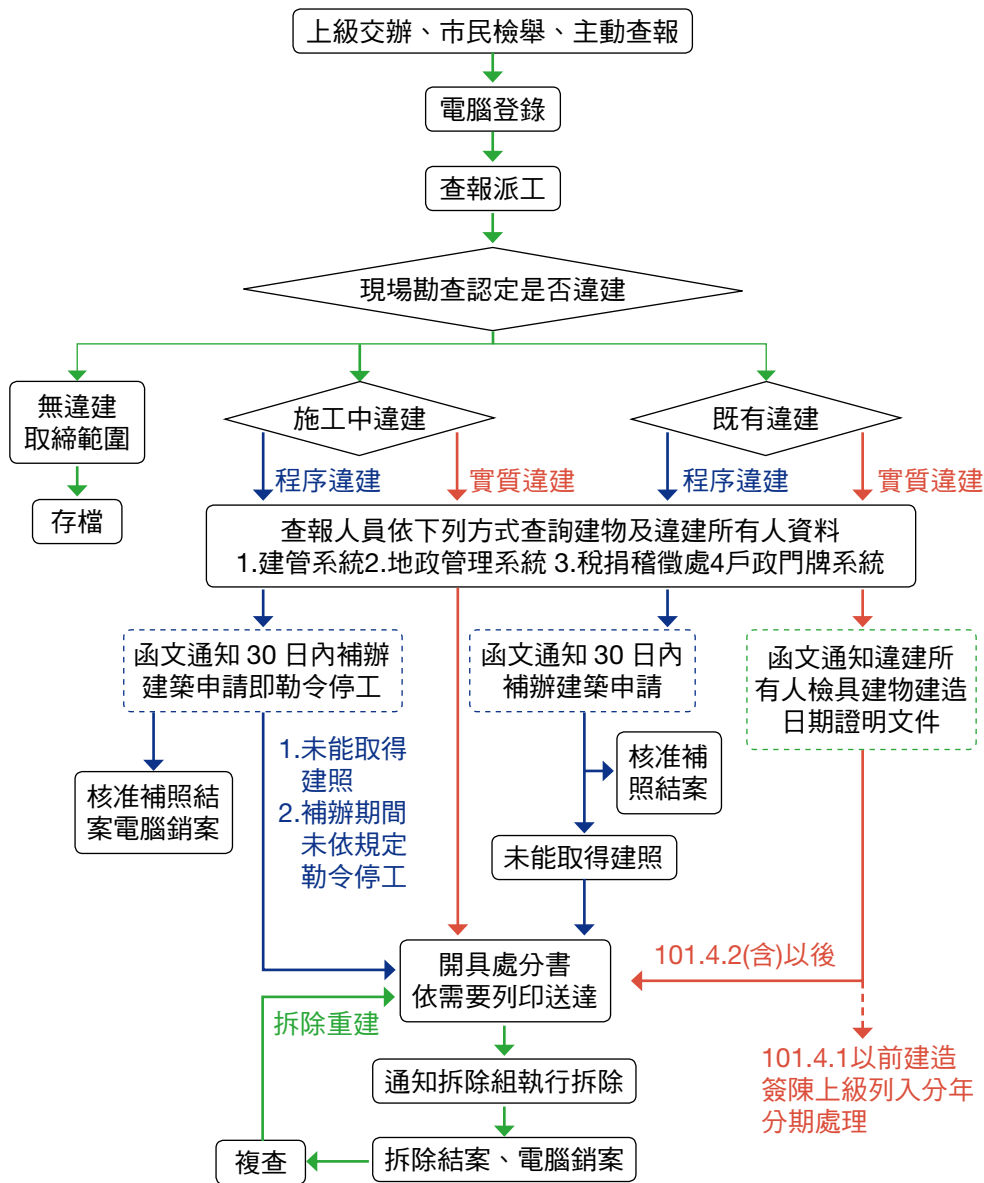 上級交辦、市民檢舉、主動查報
電腦登錄
查報派工
現場勘查認定是否違建
無違建
取締範圍
存檔
施工中違建
既有違建
程序違建
實質違建
程序違建
實質違建
查報人員依下列方式查詢建物及違建所有人資料
1.建管系統2.地政管理系統 3.稅捐稽徵處4戶政門牌系統
函文通知 30 日內補辦
建築申請即勒令停工
函文通知 30 日內
補辦建築申請
函文通知違建所
有人檢具建物建造
日期證明文件
核准補照結
案電腦銷案
1.未能取得
建照
2.補辦期間
未依規定
勒令停工
核准補
照結案
未能取得建照
開具處分書
依需要列印送達
101.4.2(含)以後
101.4.1以前建造
簽陳上級列入分年
分期處理
拆除重建
通知拆除組執行拆除
拆除結案、電腦銷案
複查